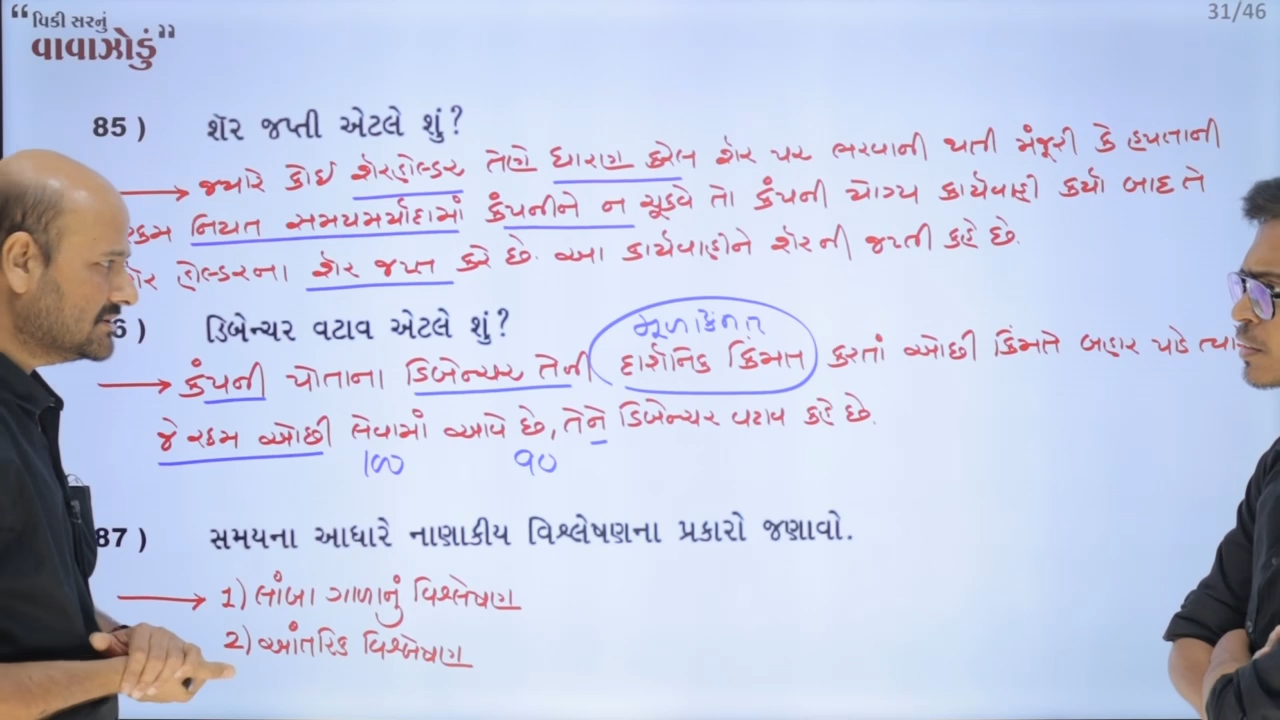 “વિકી સરનું
વાવાઝોડું”
31/46
85 ) શૅર જપ્તી એટલે શું?
→ જ્યારે કોઈ શેરહોલ્ડર તેણે ધારણ કરેલ શેર પર ભરવાની થતી મંજૂરી કે હપતાની
રકમ નિયત સમયમર્યાદામાં કંપનીને ન ચૂકવે તો કંપની યોગ્ય કાર્યવાહી કર્યા બાદ તે
હોલ્ડરના શૅર જપ્ત કરે છે. આ કાર્યવાહીને શૅરની જપ્તી કહે છે.
6 ) ડિબેન્ચર વટાવ એટલે શું?
મૂળકિંમત
→ કંપની પોતાના ડિબેન્ચર તેની દાર્શનિક કિંમત કરતાં ઓછી કિંમતે બહાર પાડે
જે રકમ ઓછી લેવામાં આવે છે, તેને ડિબેન્ચર વટાવ કહે છે.
100 90
87 ) સમયના આધારે નાણાકીય વિશ્લેષણના પ્રકારો જણાવો.
→ 1) લાંબા ગાળાનું વિશ્લેષણ
2) આંતરિક વિશ્લેષણ